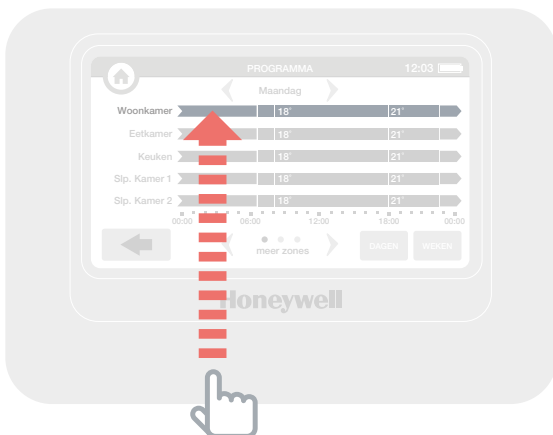 PROGRAMMA 12:03
Maandag
Woonkamer 18° 21°
Eetkamer 18° 21°
Keuken 18° 21°
Slp. Kamer 1 18° 21°
Slp. Kamer 2 18° 21°
00:00 06:00 12:00 18:00 00:00
meer zones DAGEN WEKEN
Honeywell